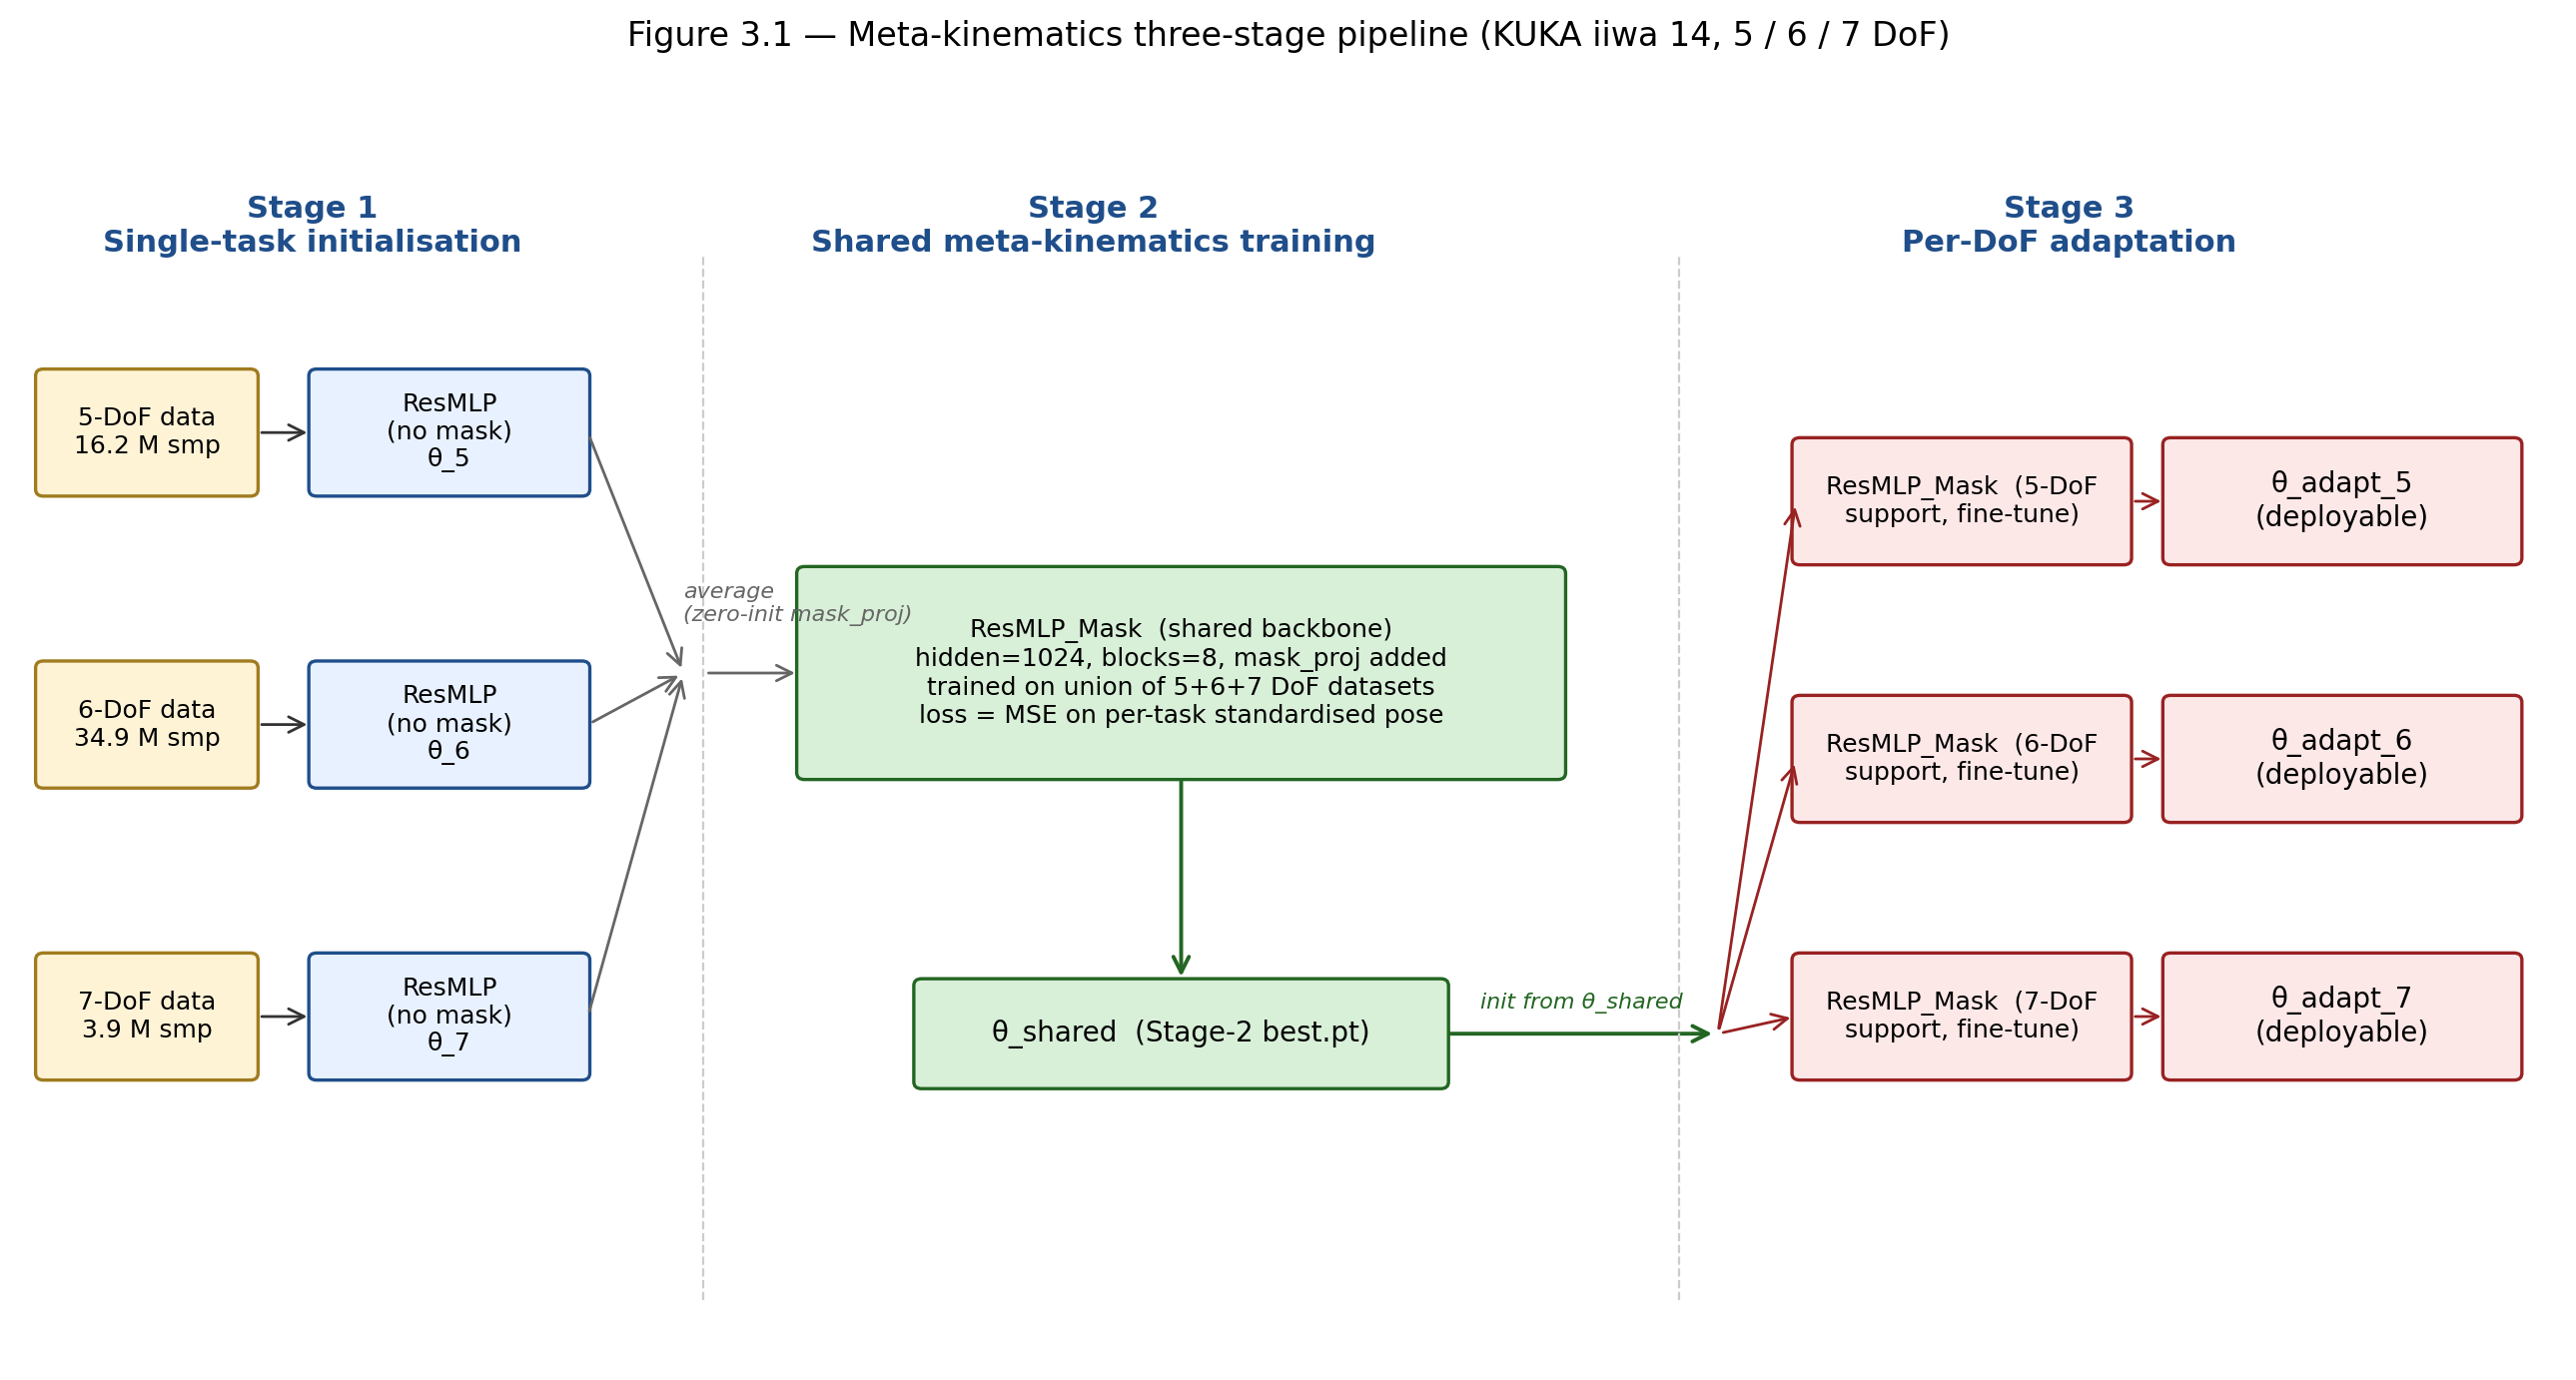 Figure 3.1 — Meta-kinematics three-stage pipeline (KUKA iiwa 14, 5 / 6 / 7 DoF)
Stage 1
Single-task initialisation
5-DoF data
16.2 M smp
ResMLP
(no mask)
θ_5
6-DoF data
34.9 M smp
ResMLP
(no mask)
θ_6
7-DoF data
3.9 M smp
ResMLP
(no mask)
θ_7
average
(zero-init mask_proj)
Stage 2
Shared meta-kinematics training
ResMLP_Mask (shared backbone)
hidden=1024, blocks=8, mask_proj added
trained on union of 5+6+7 DoF datasets
loss = MSE on per-task standardised pose
θ_shared (Stage-2 best.pt)
init from θ_shared
Stage 3
Per-DoF adaptation
ResMLP_Mask (5-DoF
support, fine-tune)
θ_adapt_5
(deployable)
ResMLP_Mask (6-DoF
support, fine-tune)
θ_adapt_6
(deployable)
ResMLP_Mask (7-DoF
support, fine-tune)
θ_adapt_7
(deployable)